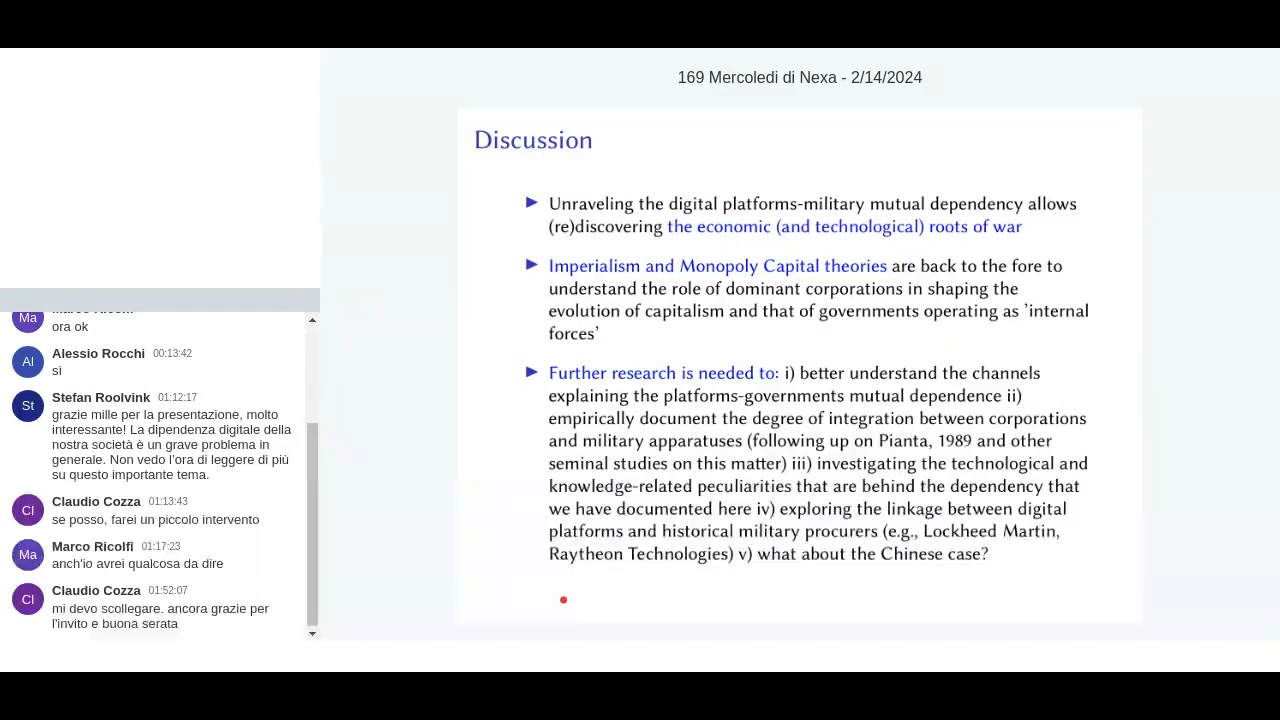 169 Mercoledi di Nexa - 2/14/2024
Ma
ora ok
Al
Alessio Rocchi 00:13:42
sì
St
Stefan Roolvink 01:12:17
grazie mille per la presentazione, molto
interessante! La dipendenza digitale della
nostra società è un grave problema in
generale. Non vedo l'ora di leggere di più
su questo importante tema.
Cl
Claudio Cozza 01:13:43
se posso, farei un piccolo intervento
Ma
Marco Ricolfi 01:17:23
anch'io avrei qualcosa da dire
Cl
Claudio Cozza 01:52:07
mi devo scollegare. ancora grazie per
l'invito e buona serata
Discussion
Unraveling the digital platforms-military mutual dependency allows
(re)discovering the economic (and technological) roots of war
Imperialism and Monopoly Capital theories are back to the fore to
understand the role of dominant corporations in shaping the
evolution of capitalism and that of governments operating as 'internal
forces'
Further research is needed to: i) better understand the channels
explaining the platforms-governments mutual dependence ii)
empirically document the degree of integration between corporations
and military apparatuses (following up on Pianta, 1989 and other
seminal studies on this matter) iii) investigating the technological and
knowledge-related peculiarities that are behind the dependency that
we have documented here iv) exploring the linkage between digital
platforms and historical military procurers (e.g., Lockheed Martin,
Raytheon Technologies) v) what about the Chinese case?